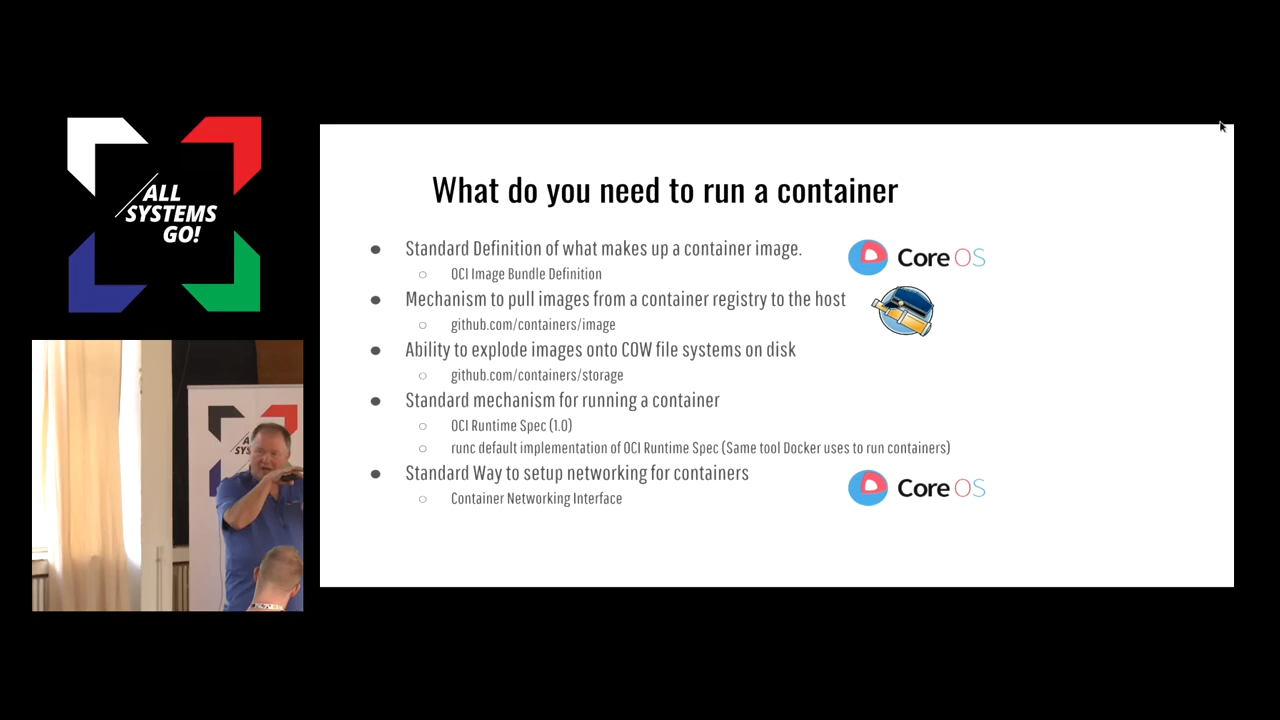 ALL
SYSTEMS
GO!
What do you need to run a container
● Standard Definition of what makes up a container image.
○ OCI Image Bundle Definition
CoreOS
● Mechanism to pull images from a container registry to the host
○ github.com/containers/image
● Ability to explode images onto COW file systems on disk
○ github.com/containers/storage
● Standard mechanism for running a container
○ OCI Runtime Spec (1.0)
○ runc default implementation of OCI Runtime Spec (Same tool Docker uses to run containers)
● Standard Way to setup networking for containers
○ Container Networking Interface
CoreOS